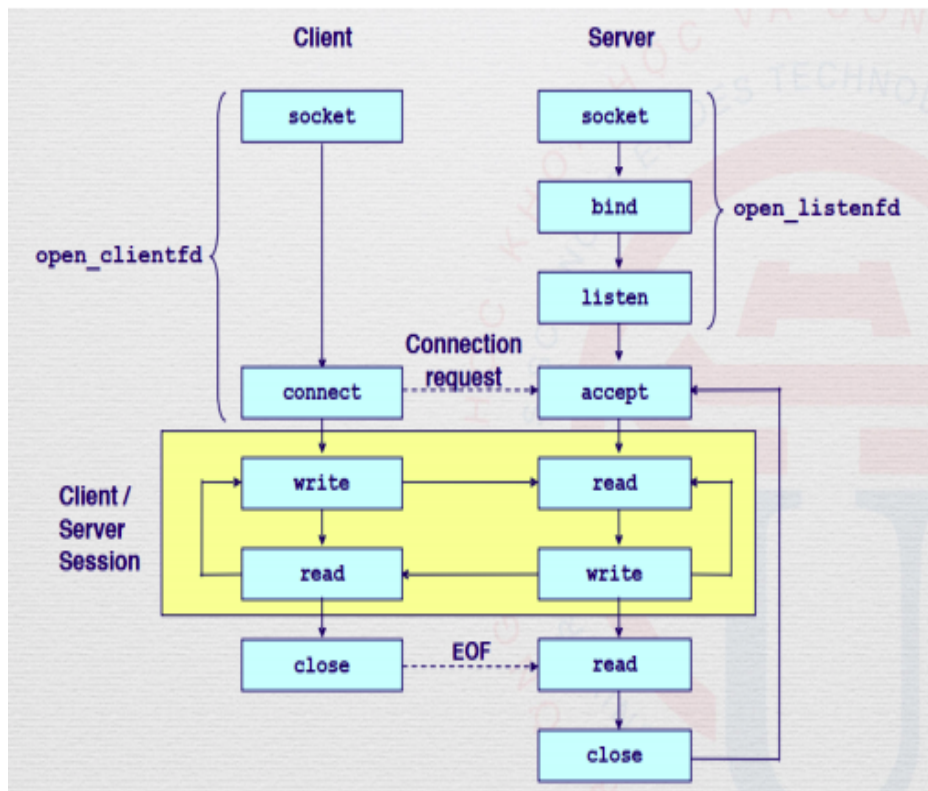 Client Server
socket socket
bind
open_listenfd
open_clientfd
listen
Connection
request
connect accept
write read
Client /
Server
Session
read write
EOF
close read
close